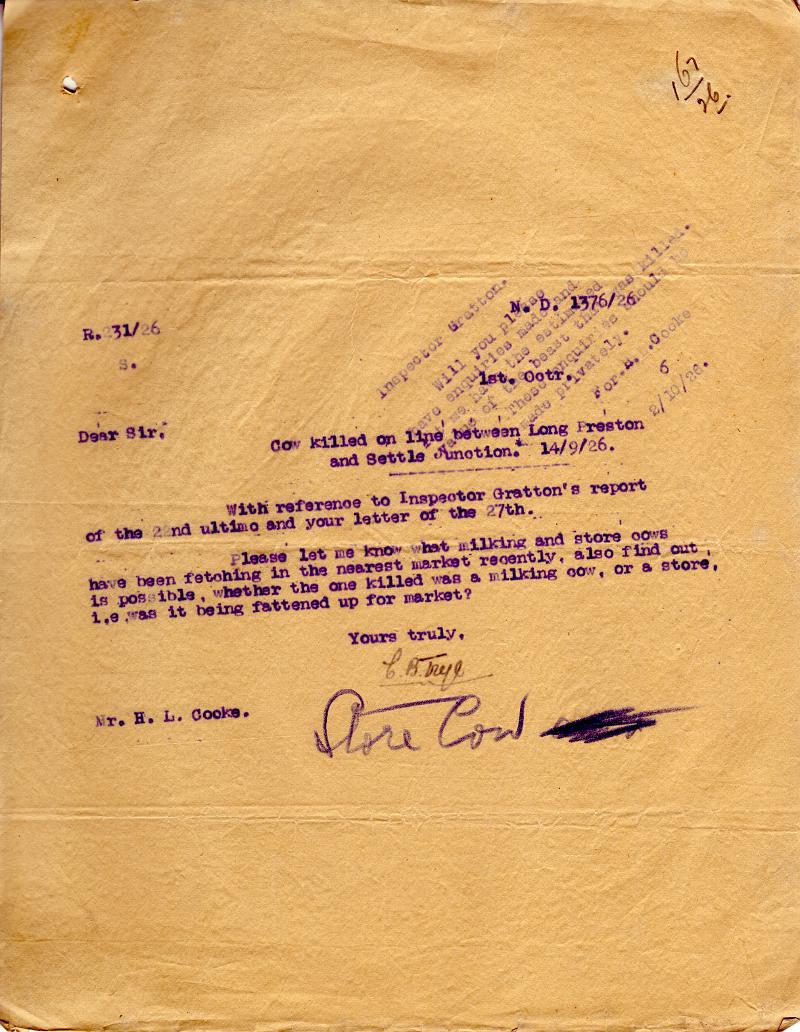 167/26.
N. D. 1376/26
R.231/26
S.
1st. Octr.
Inspector Gratton.
Will you please
have enquiries made and
let me have the estimated
value of the beast that was killed.
These enquiries should be
made privately.
For H. L. Cooke
6
2/10/26.
Dear Sir,
Cow killed on line between Long Preston
and Settle Junction. 14/9/26.
With reference to Inspector Gratton's report
of the 22nd ultimo and your letter of the 27th.
Please let me know what milking and store cows
have been fetching in the nearest market recently, also find out,
is possible, whether the one killed was a milking cow, or a store,
i.e was it being fattened up for market?
Yours truly,
Mr. H. L. Cooke.
Store Cow